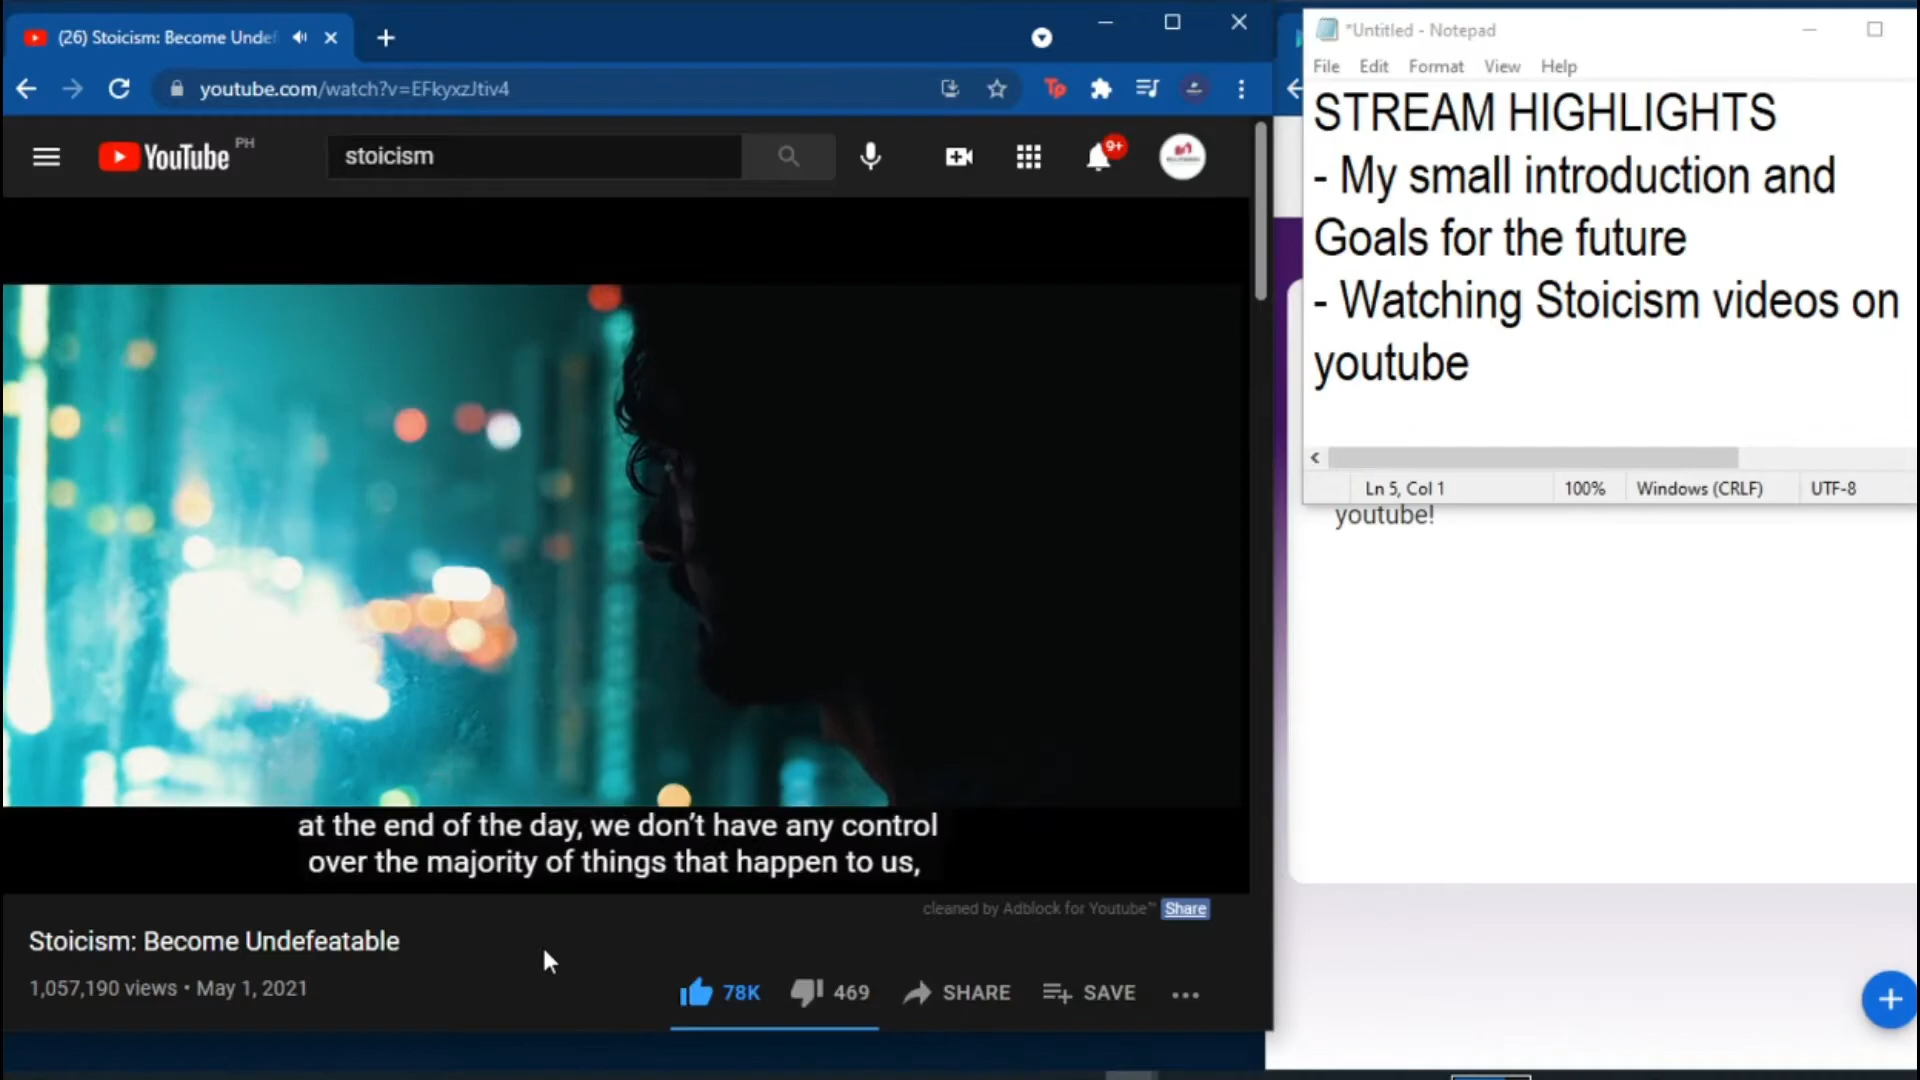 (26) Stoicism: Become Undef
youtube.com/watch?v=EFkyxzJtiv4
YouTube PH
stoicism
9+
at the end of the day, we don't have any control
over the majority of things that happen to us,
cleaned by Adblock for Youtube™ Share
Stoicism: Become Undefeatable
1,057,190 views • May 1, 2021
78K 469 SHARE SAVE
*Untitled - Notepad
File Edit Format View Help
STREAM HIGHLIGHTS
- My small introduction and
Goals for the future
- Watching Stoicism videos on
youtube
Ln 5, Col 1 100% Windows (CRLF) UTF-8
youtube!